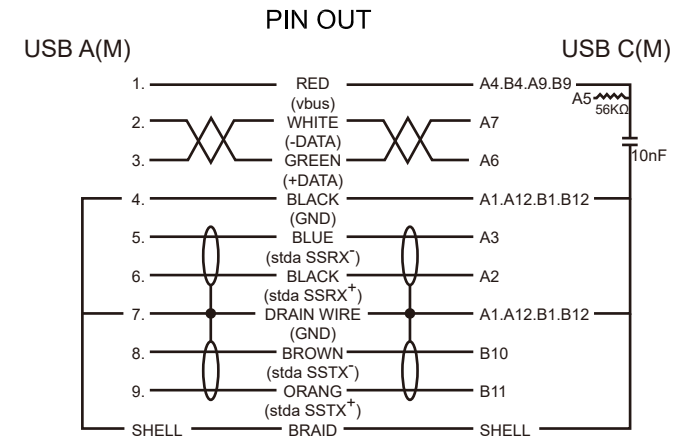 PIN OUT
USB A(M) USB C(M)
1. RED A4.B4.A9.B9
(vbus) A5 56KΩ
2. WHITE A7
(-DATA)
3. GREEN A6 10nF
(+DATA)
4. BLACK A1.A12.B1.B12
(GND)
5. BLUE A3
(stda SSRX-)
6. BLACK A2
(stda SSRX+)
7. DRAIN WIRE A1.A12.B1.B12
(GND)
8. BROWN B10
(stda SSTX-)
9. ORANG B11
(stda SSTX+)
SHELL BRAID SHELL